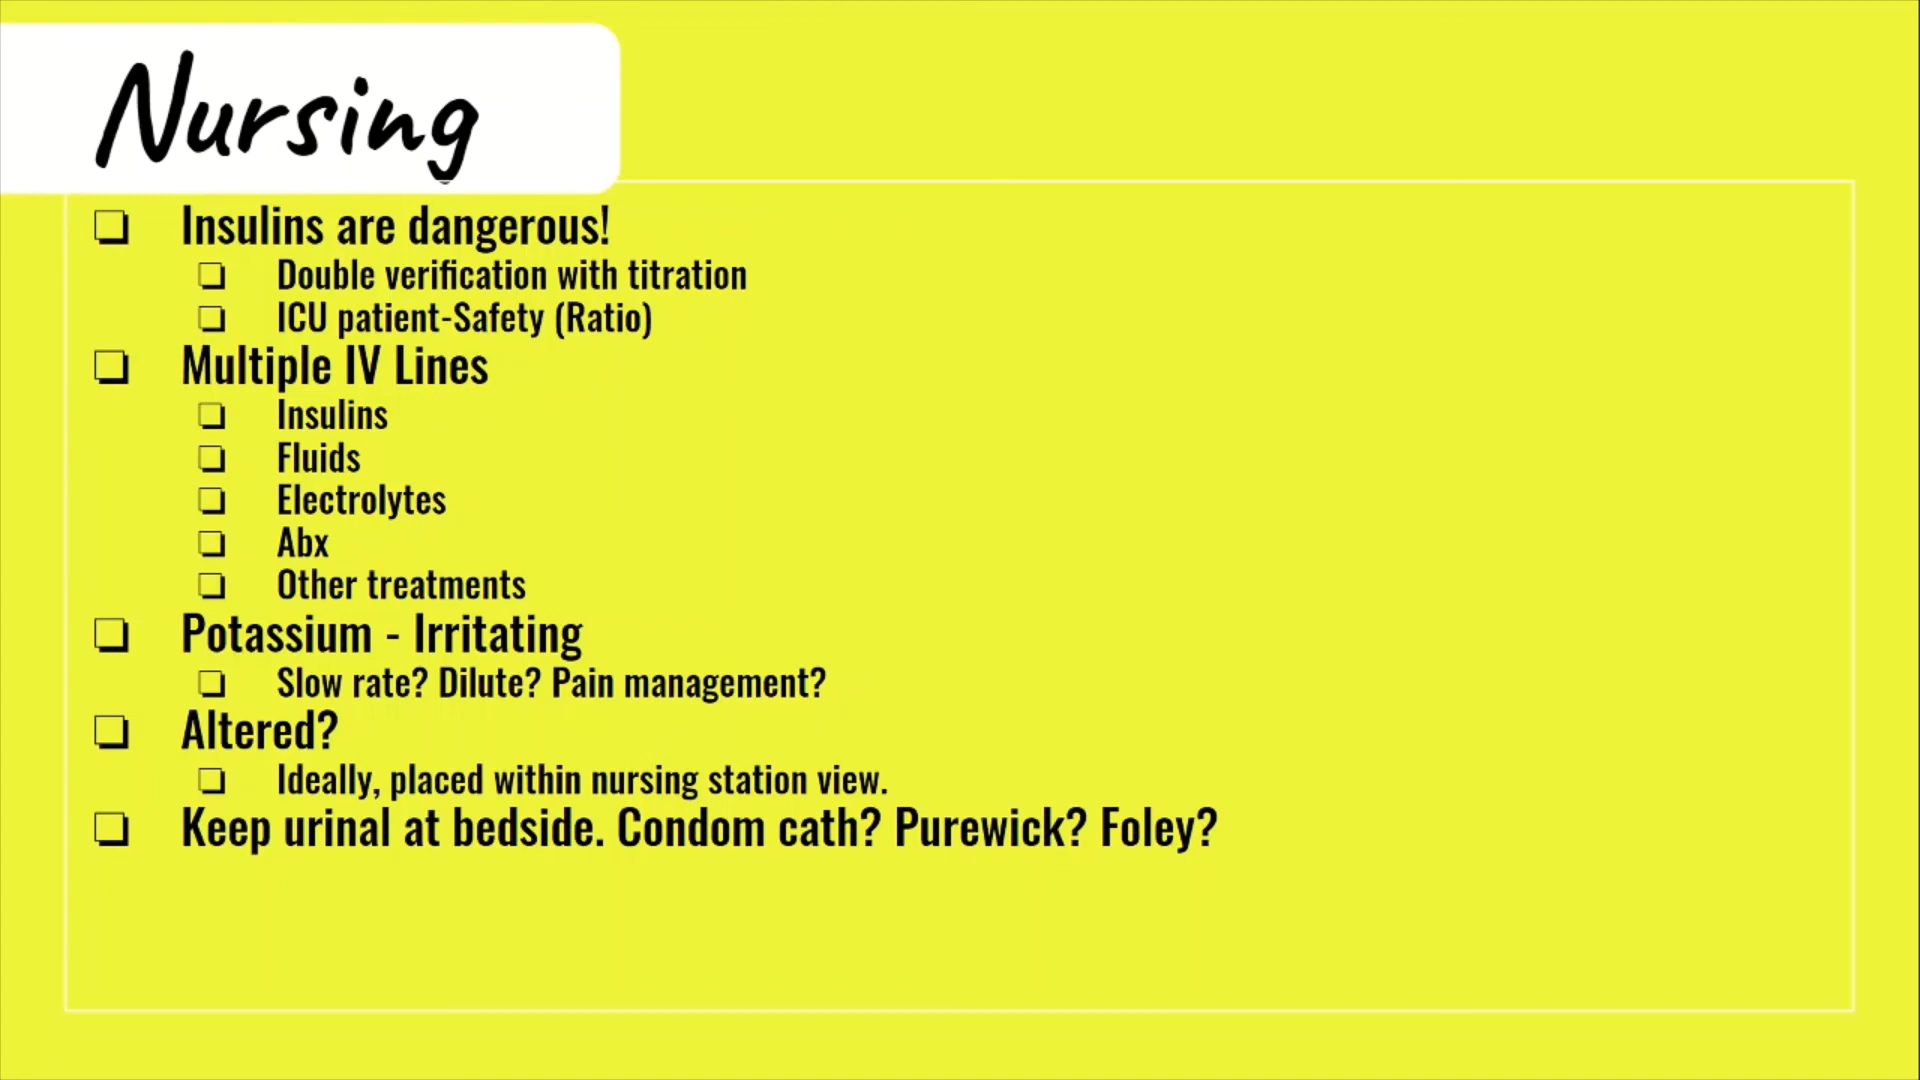 Nursing
Insulins are dangerous!
Double verification with titration
ICU patient-Safety (Ratio)
Multiple IV Lines
Insulins
Fluids
Electrolytes
Abx
Other treatments
Potassium - Irritating
Slow rate? Dilute? Pain management?
Altered?
Ideally, placed within nursing station view.
Keep urinal at bedside. Condom cath? Purewick? Foley?